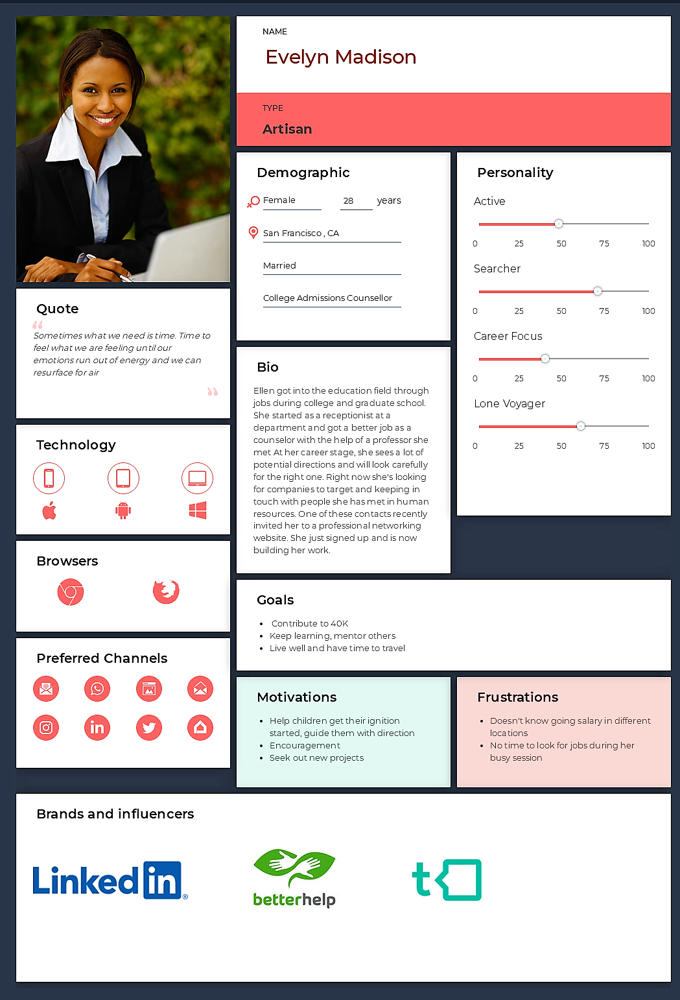 NAME
Evelyn Madison
TYPE
Artisan
Quote
“
Sometimes what we need is time. Time to
feel what we are feeling until our
emotions run out of energy and we can
resurface for air
”
Technology
Browsers
Preferred Channels
Demographic
Female 28 years
San Francisco , CA
Married
College Admissions Counsellor
Bio
Ellen got into the education field through
jobs during college and graduate school.
She started as a receptionist at a
department and got a better job as a
counselor with the help of a professor she
met At her career stage, she sees a lot of
potential directions and will look carefully
for the right one. Right now she's looking
for companies to target and keeping in
touch with people she has met in human
resources. One of these contacts recently
invited her to a professional networking
website. She just signed up and is now
building her work.
Personality
Active
0 25 50 75 100
Searcher
0 25 50 75 100
Career Focus
0 25 50 75 100
Lone Voyager
0 25 50 75 100
Goals
• Contribute to 40K
• Keep learning, mentor others
• Live well and have time to travel
Motivations
• Help children get their ignition
started, guide them with direction
• Encouragement
• Seek out new projects
Frustrations
• Doesn't know going salary in different
locations
• No time to look for jobs during her
busy session
Brands and influencers
Linked in ®
betterhelp
t